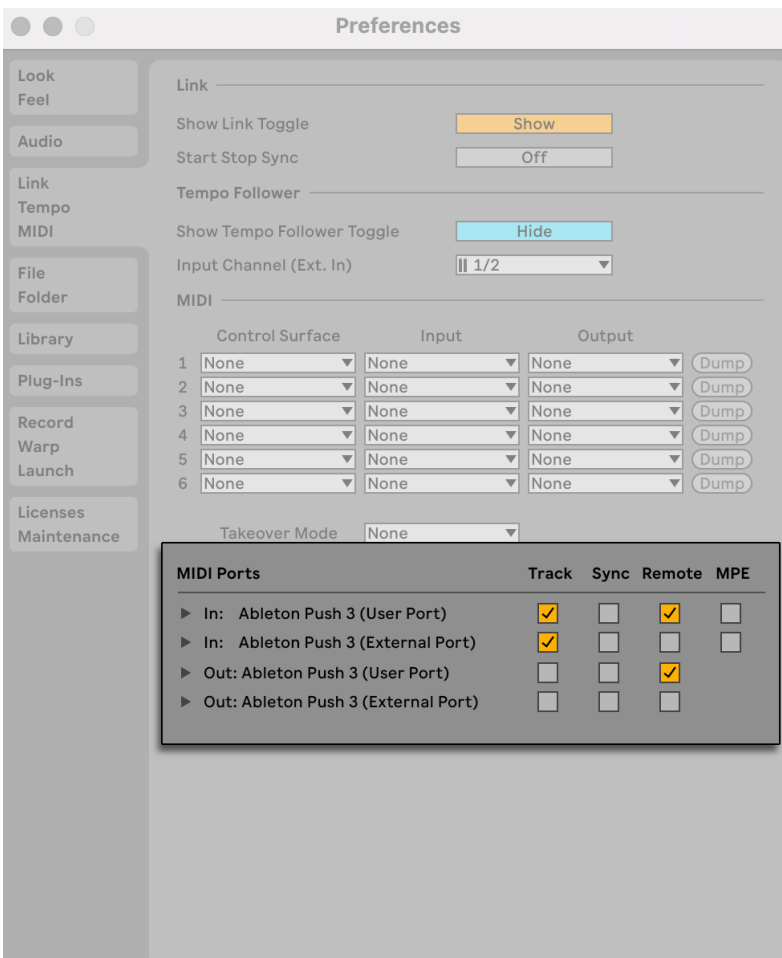 Preferences
Look
Feel
Audio
Link
Tempo
MIDI
File
Folder
Library
Plug-Ins
Record
Warp
Launch
Licenses
Maintenance
Link
Show Link Toggle Show
Start Stop Sync Off
Tempo Follower
Show Tempo Follower Toggle Hide
Input Channel (Ext. In) 1/2
MIDI
Control Surface Input Output
1 None None None Dump
2 None None None Dump
3 None None None Dump
4 None None None Dump
5 None None None Dump
6 None None None Dump
Takeover Mode None
MIDI Ports Track Sync Remote MPE
In: Ableton Push 3 (User Port)
In: Ableton Push 3 (External Port)
Out: Ableton Push 3 (User Port)
Out: Ableton Push 3 (External Port)